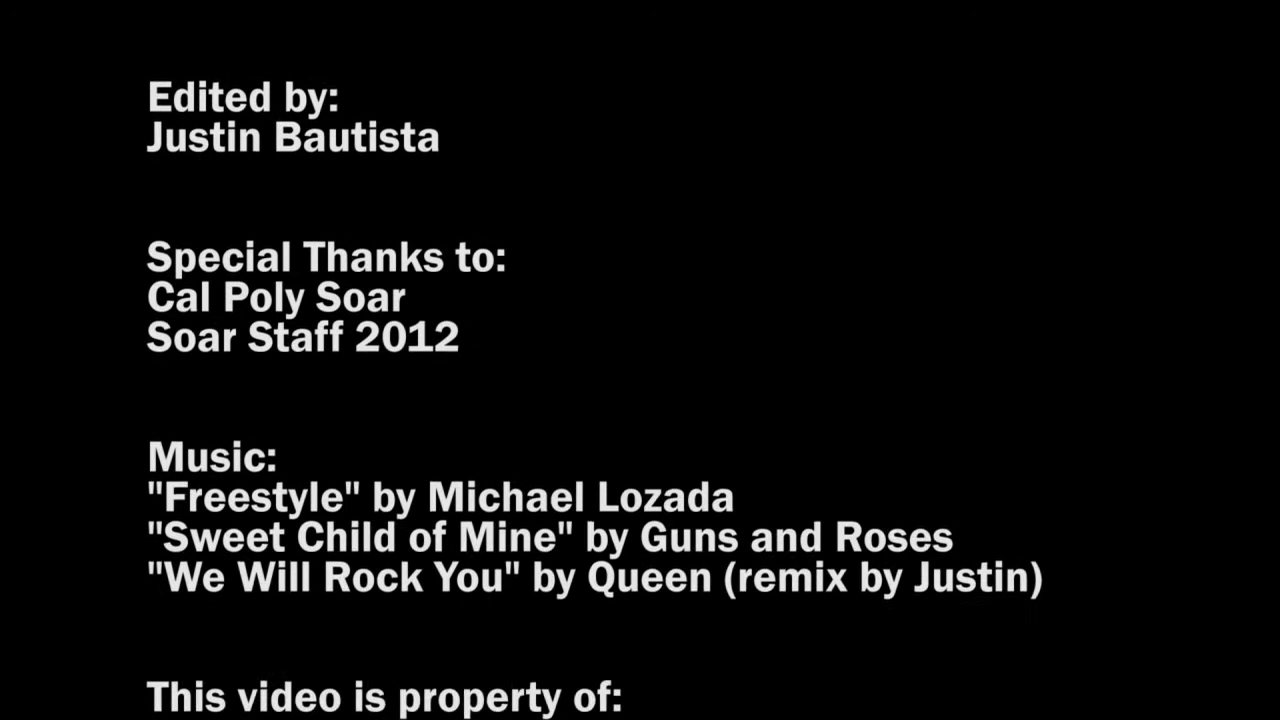 Edited by:
Justin Bautista
Special Thanks to:
Cal Poly Soar
Soar Staff 2012
Music:
"Freestyle" by Michael Lozada
"Sweet Child of Mine" by Guns and Roses
"We Will Rock You" by Queen (remix by Justin)
This video is property of: